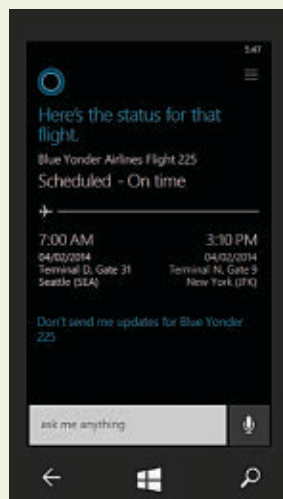 5:47
Here's the status for that
flight.
Blue Yonder Airlines Flight 225
Scheduled - On time
7:00 AM 3:10 PM
04/02/2014 04/02/2014
Terminal D, Gate 31 Terminal N, Gate 9
Seattle (SEA) New York (JFK)
Don't send me updates for Blue Yonder
225
ask me anything